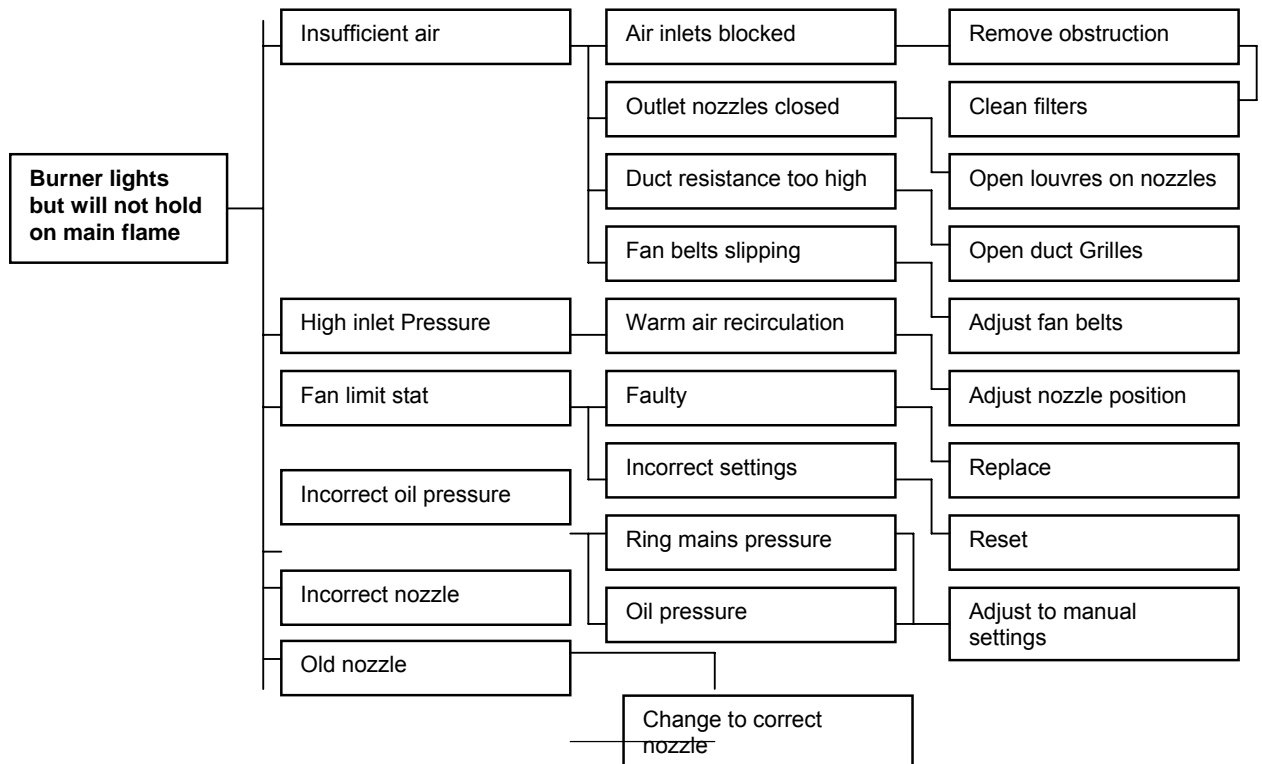 Burner lights
but will not hold
on main flame
Insufficient air
High inlet Pressure
Fan limit stat
Incorrect oil pressure
Incorrect nozzle
Old nozzle
Air inlets blocked
Outlet nozzles closed
Duct resistance too high
Fan belts slipping
Warm air recirculation
Faulty
Incorrect settings
Ring mains pressure
Oil pressure
Change to correct
nozzle
Remove obstruction
Clean filters
Open louvres on nozzles
Open duct Grilles
Adjust fan belts
Adjust nozzle position
Replace
Reset
Adjust to manual
settings